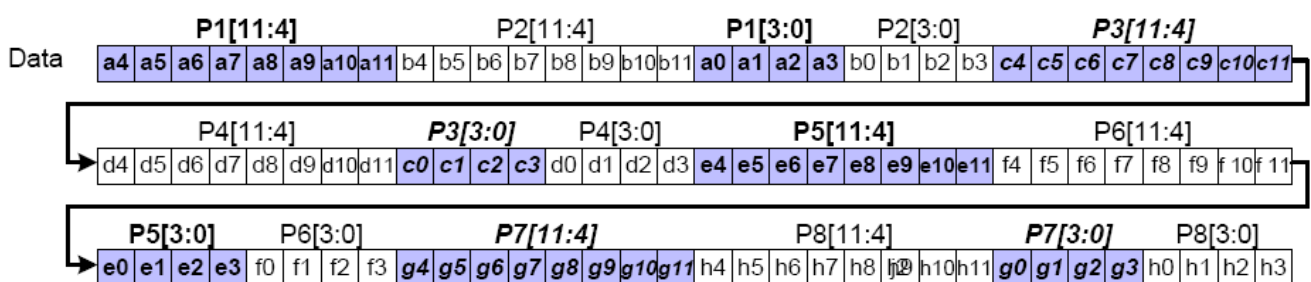 P1[11:4] P2[11:4] P1[3:0] P2[3:0] P3[11:4]
Data a4 a5 a6 a7 a8 a9 a10 a11 b4 b5 b6 b7 b8 b9 b10 b11 a0 a1 a2 a3 b0 b1 b2 b3 c4 c5 c6 c7 c8 c9 c10 c11
P4[11:4] P3[3:0] P4[3:0] P5[11:4] P6[11:4]
d4 d5 d6 d7 d8 d9 d10 d11 c0 c1 c2 c3 d0 d1 d2 d3 e4 e5 e6 e7 e8 e9 e10 e11 f4 f5 f6 f7 f8 f9 f 10 f 11
P5[3:0] P6[3:0] P7[11:4] P8[11:4] P7[3:0] P8[3:0]
e0 e1 e2 e3 f0 f1 f2 f3 g4 g5 g6 g7 g8 g9 g10 g11 h4 h5 h6 h7 h8 h10 h11 g0 g1 g2 g3 h0 h1 h2 h3